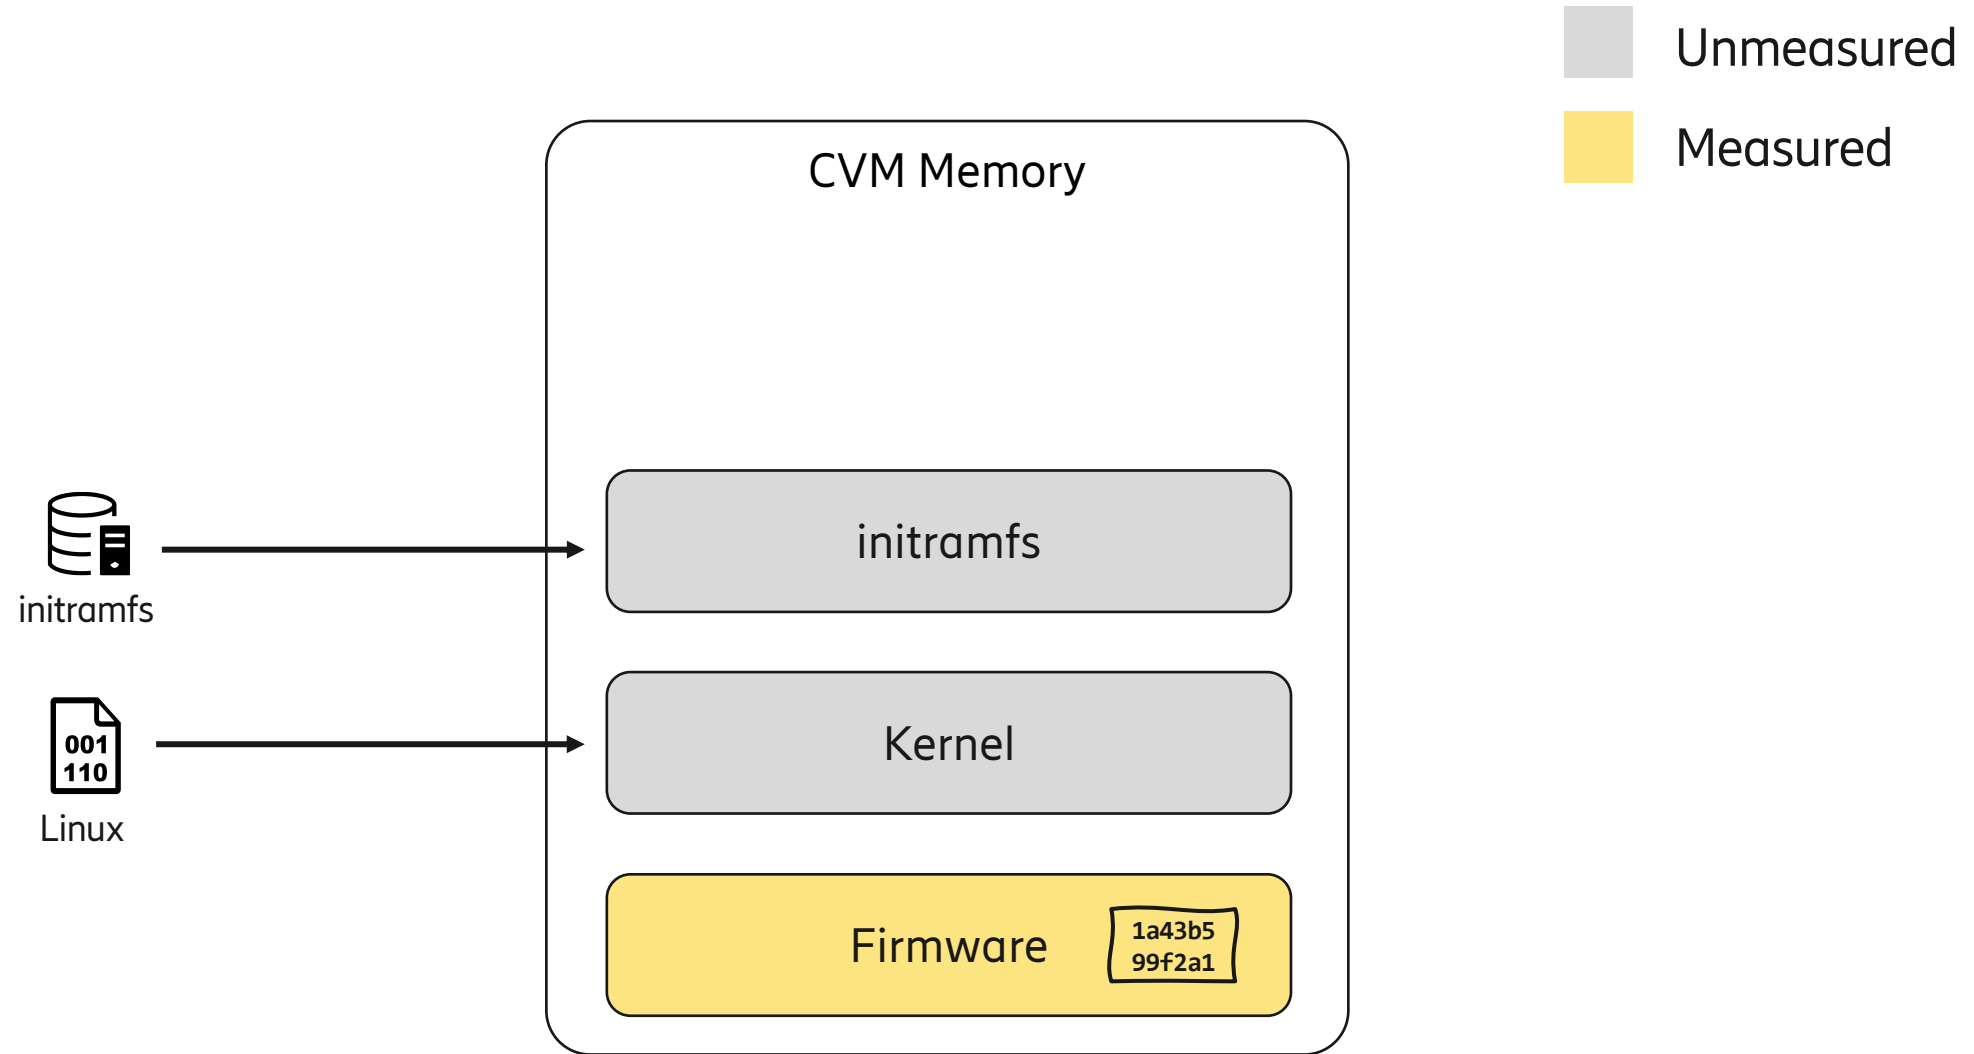 Unmeasured
Measured
CVM Memory
initramfs
initramfs
Kernel
001
110
Linux
Firmware
1a43b5
99f2a1